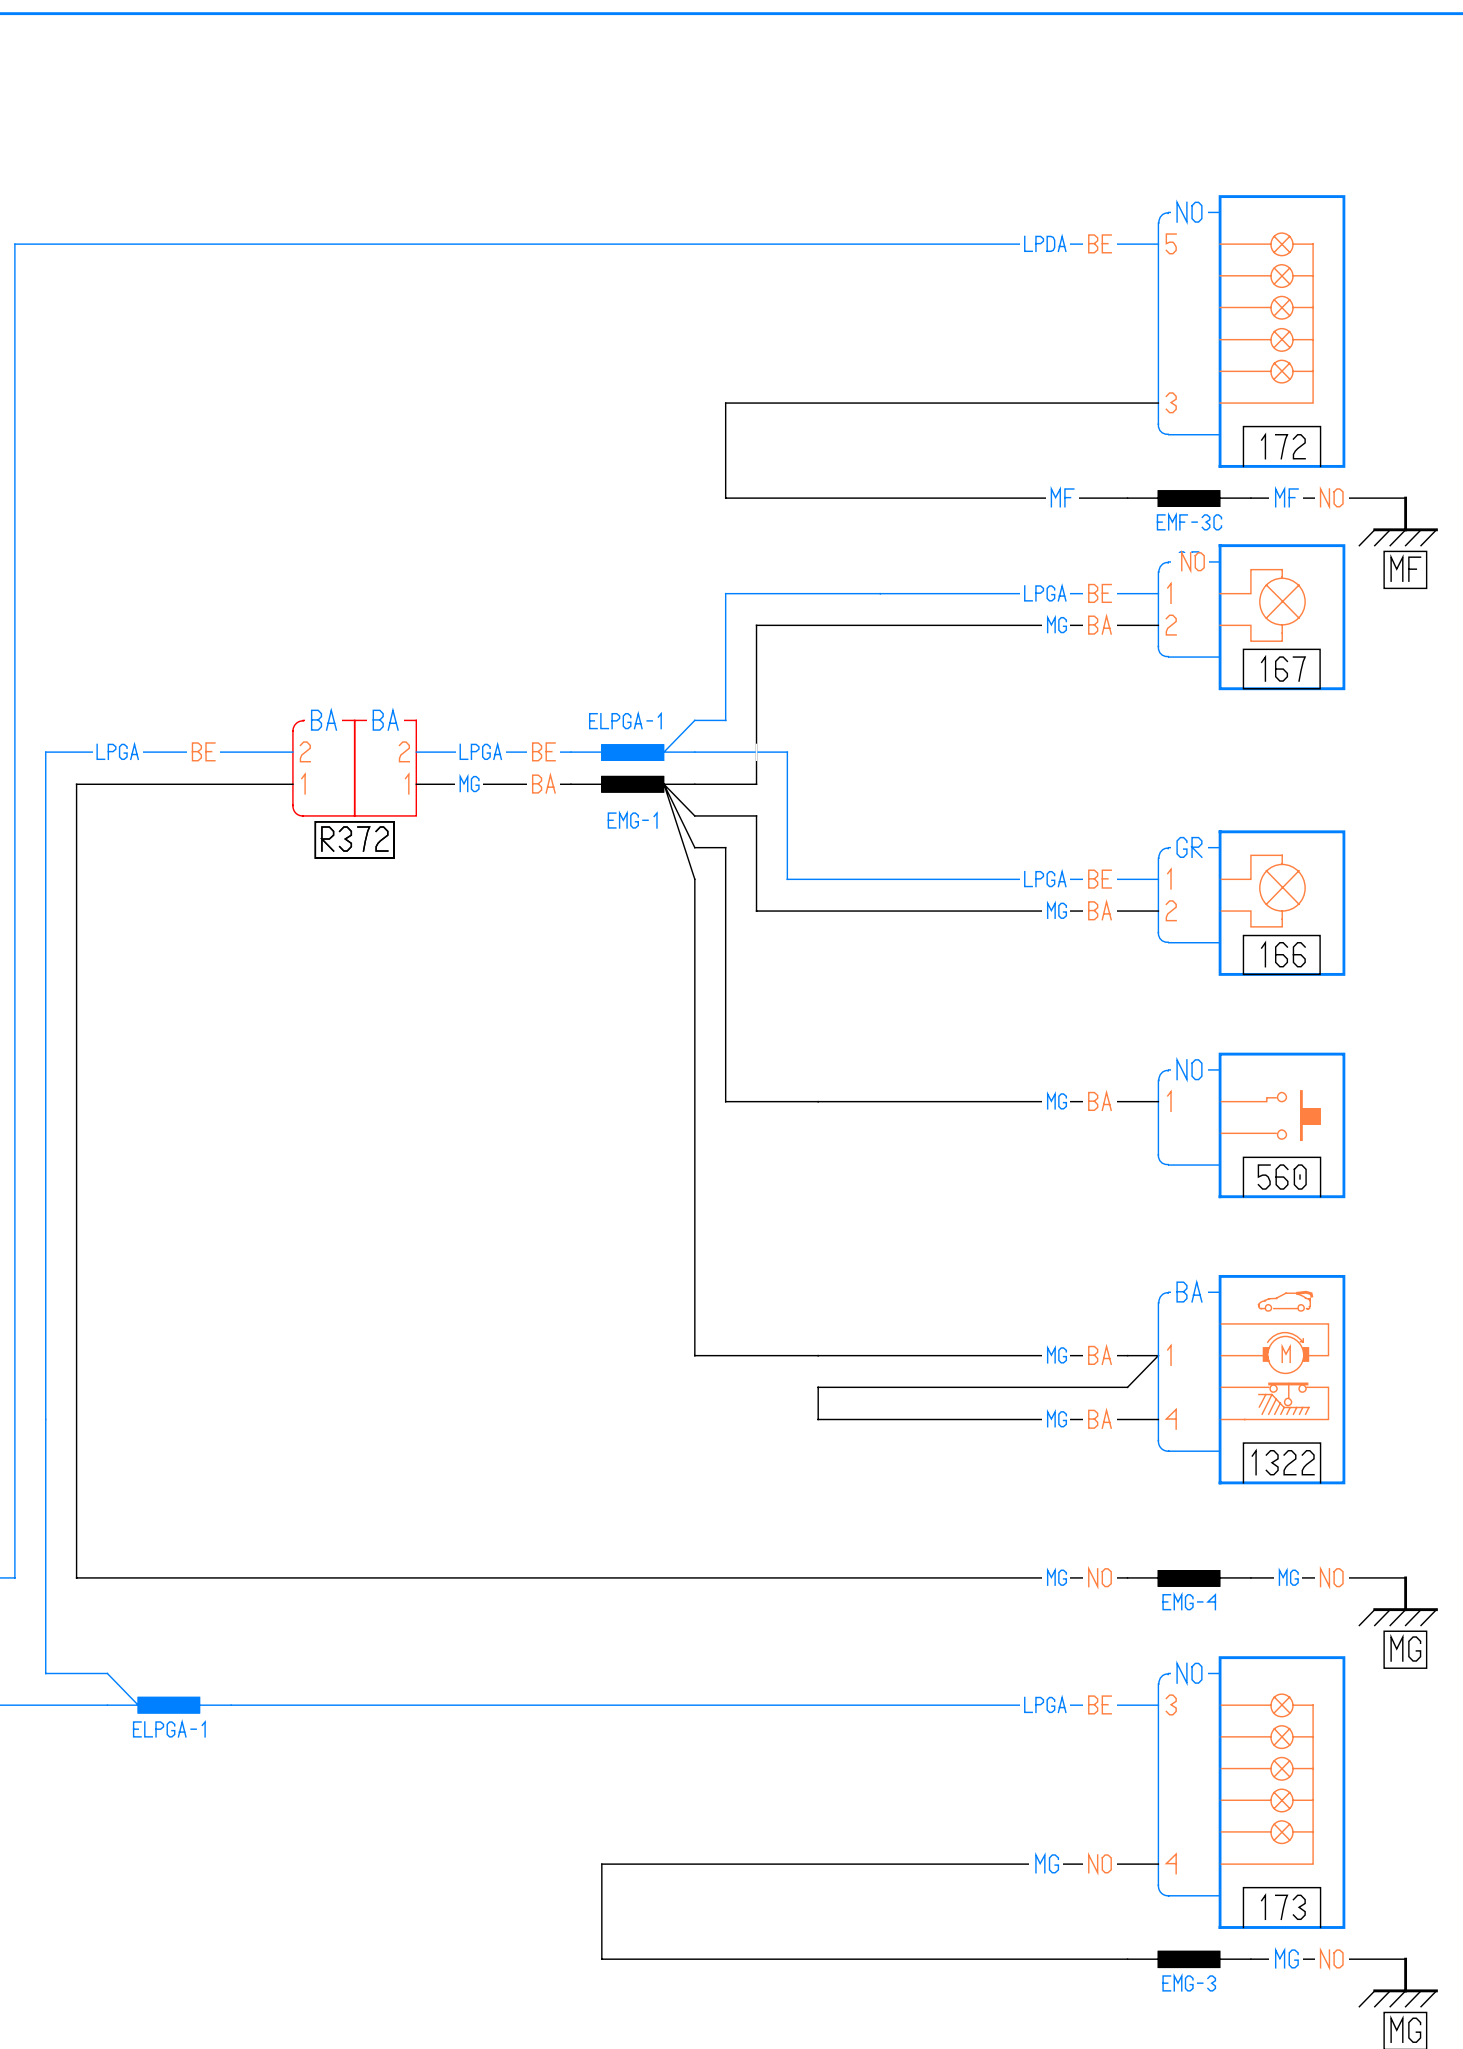 NO
LPDA BE 5
3
172
MF MF NO
EMF-3C
MF
NO
LPGA BE 1
MG BA 2
167
BA BA
LPGA BE 2 2 LPGA BE
ELPGA-1
1 1 MG BA
EMG-1
R372
GR
LPGA BE 1
MG BA 2
166
NO
MG BA 1
560
BA
MG BA 1
M
MG BA 4
1322
MG NO MG NO
EMG-4
MG
NO
LPGA BE 3
ELPGA-1
MG NO 4
173
MG NO
EMG-3
MG